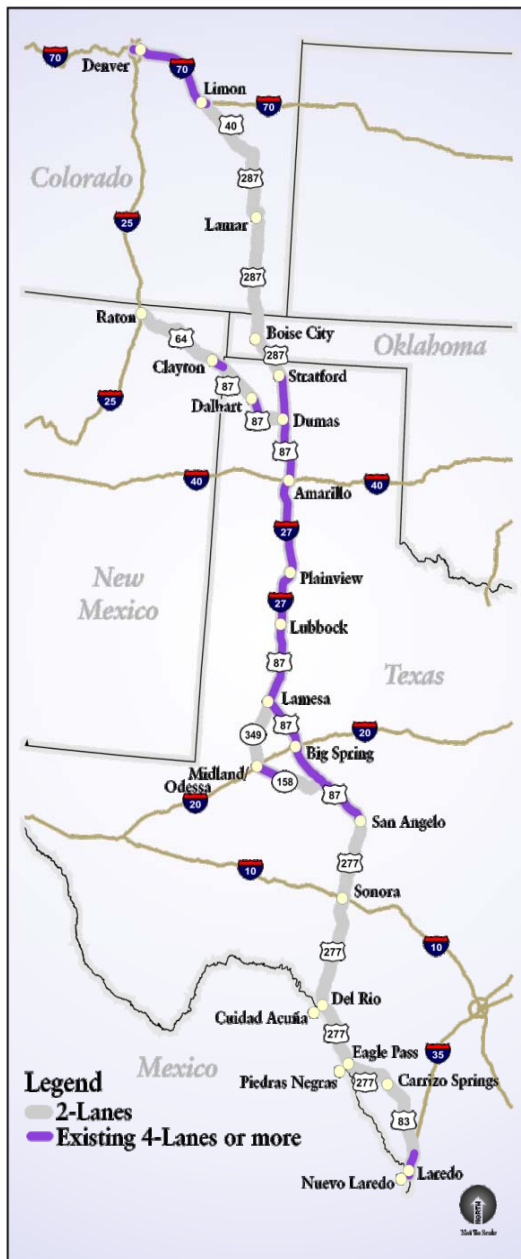 70
Denver
70
Limon
70
40
Colorado
287
25
Lamar
287
Raton
Boise City
64
Oklahoma
287
Clayton
Stratford
87
Dalhart
25
87
Dumas
87
40
40
Amarillo
27
Plainview
New
Mexico
27
Lubbock
87
Texas
Lamesa
87
20
349
Big Spring
Midland/
Odessa
158
87
20
San Angelo
277
10
Sonora
10
277
Del Rio
Cuidad Acuña
277
Eagle Pass
35
Mexico
Piedras Negras
277
Carrizo Springs
Legend
2-Lanes
83
Existing 4-Lanes or more
Laredo
Nuevo Laredo
NORTH
Not To Scale